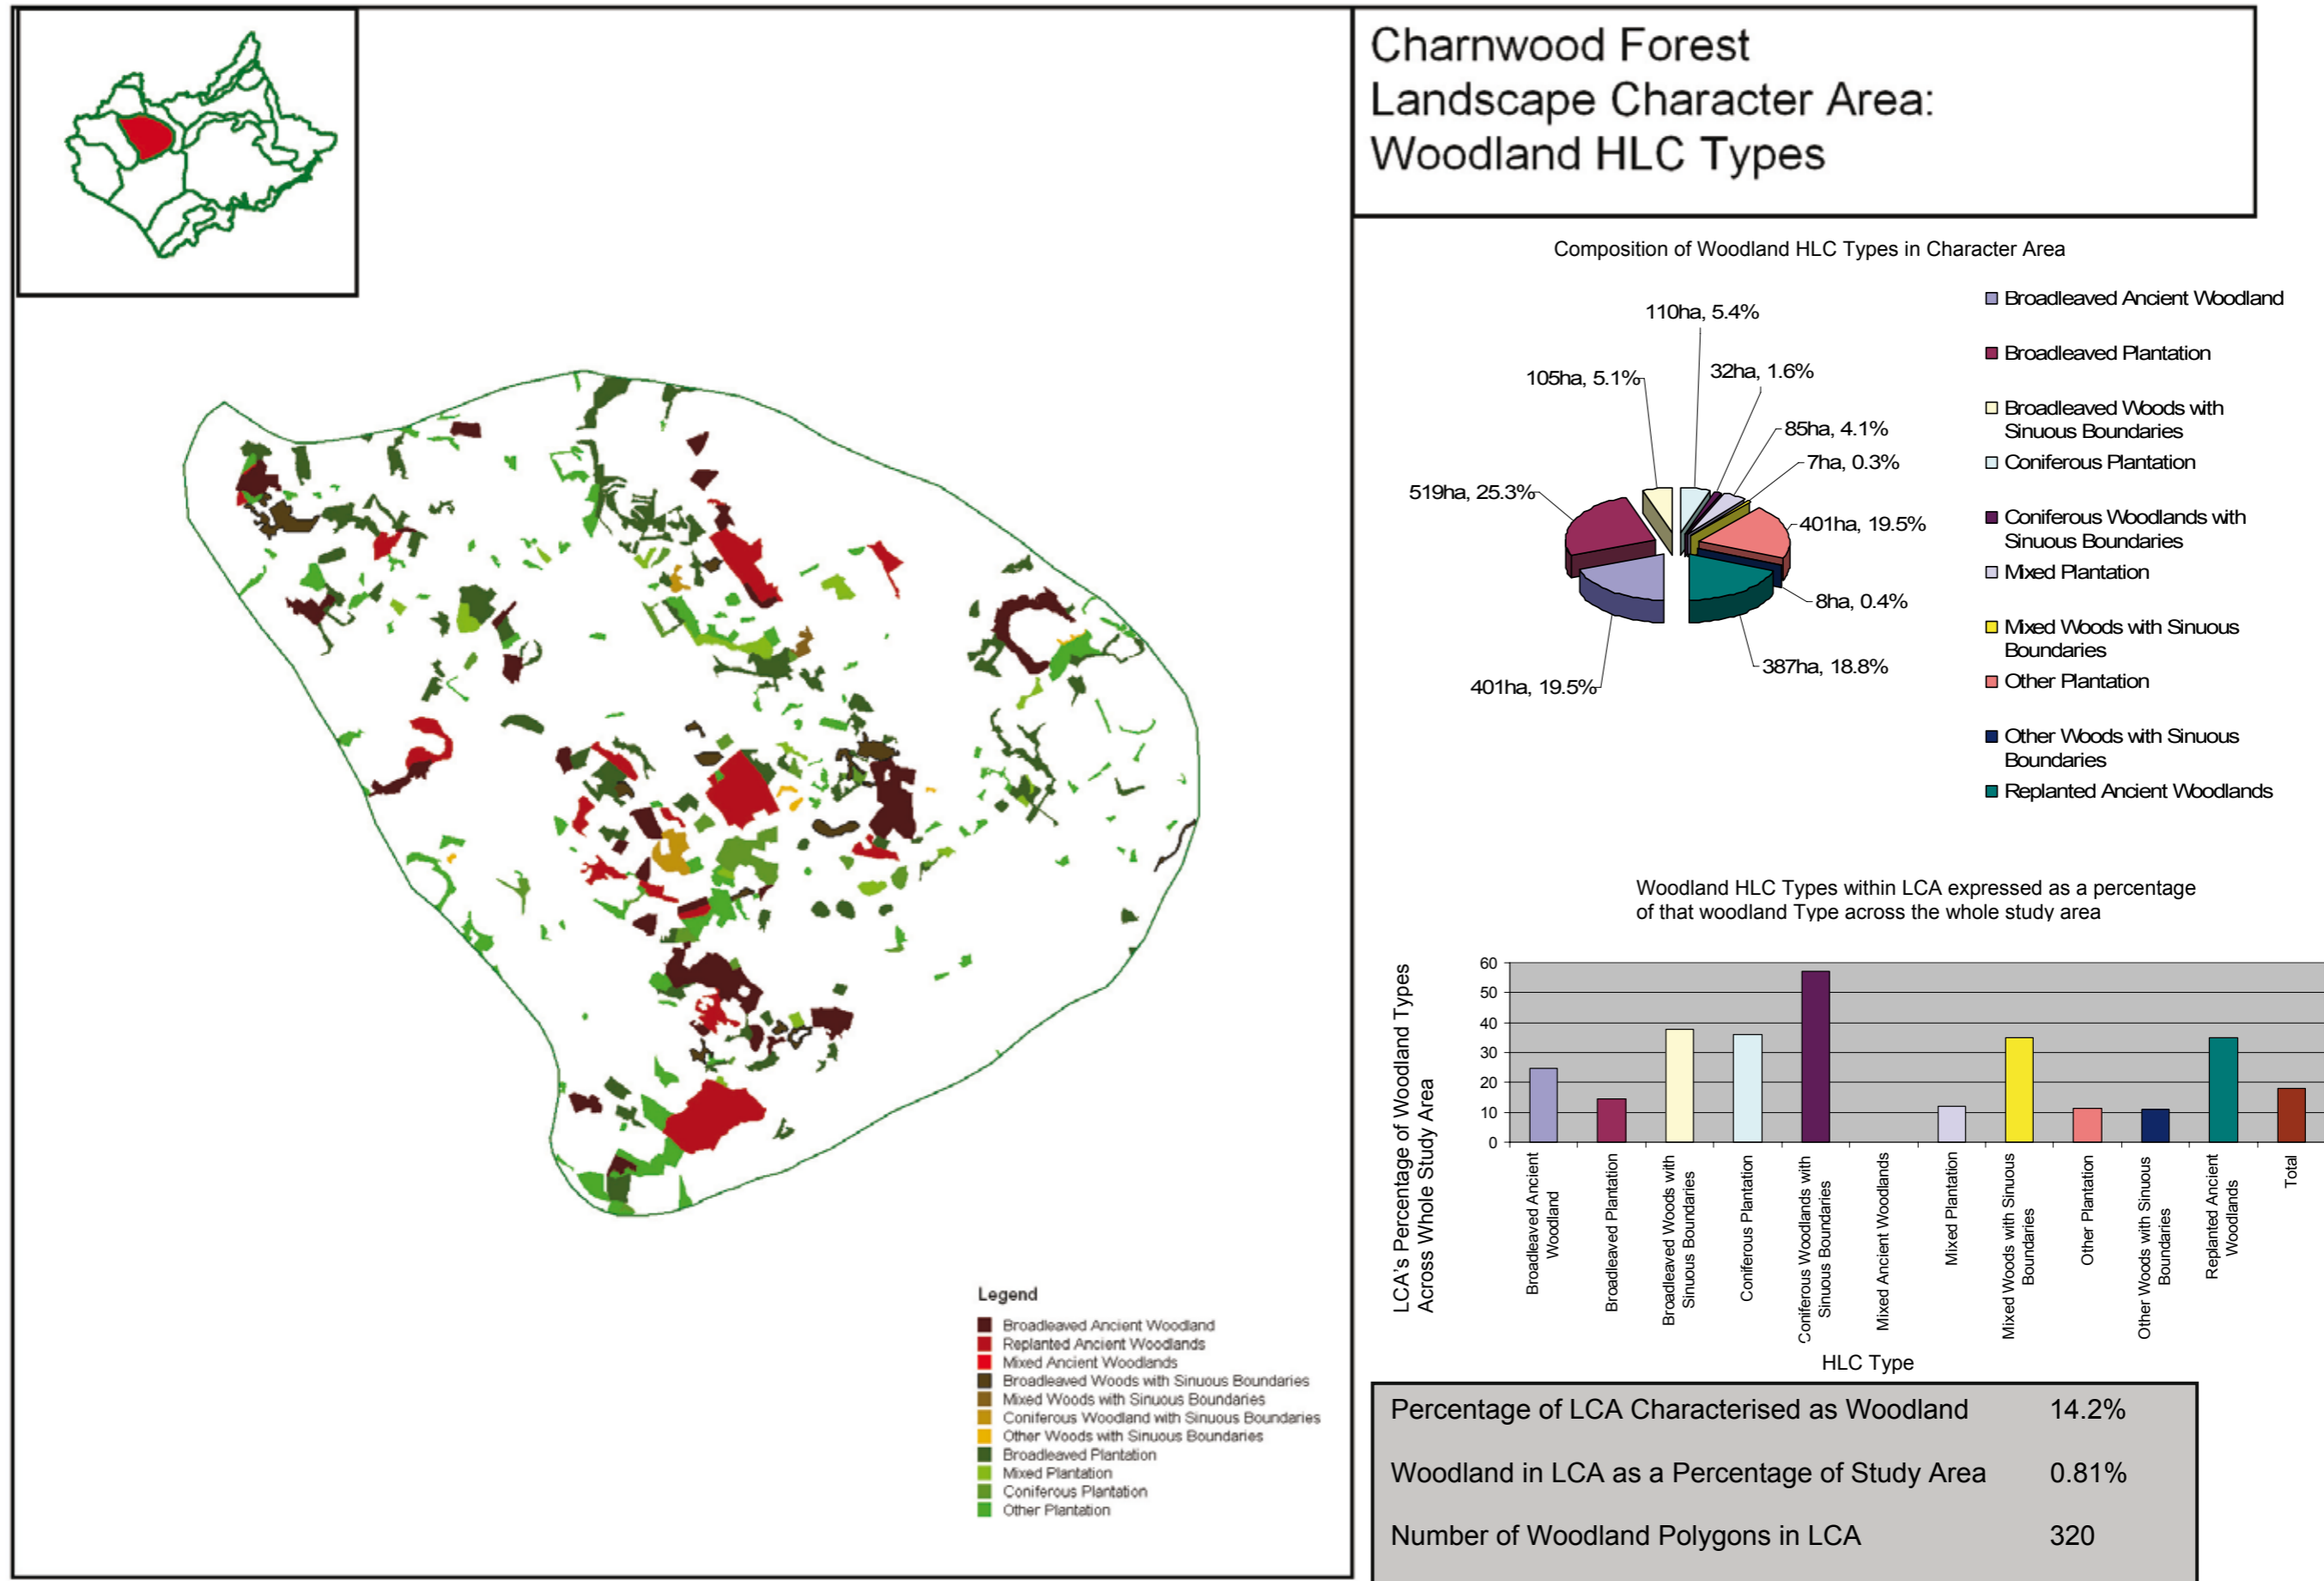 Charnwood Forest
Landscape Character Area:
Woodland HLC Types
Composition of Woodland HLC Types in Character Area
110ha, 5.4%
105ha, 5.1%
32ha, 1.6%
85ha, 4.1%
7ha, 0.3%
519ha, 25.3%
401ha, 19.5%
8ha, 0.4%
387ha, 18.8%
401ha, 19.5%
Broadleaved Ancient Woodland
Broadleaved Plantation
Broadleaved Woods with
Sinuous Boundaries
Coniferous Plantation
Coniferous Woodlands with
Sinuous Boundaries
Mixed Plantation
Mixed Woods with Sinuous
Boundaries
Other Plantation
Other Woods with Sinuous
Boundaries
Replanted Ancient Woodlands
Woodland HLC Types within LCA expressed as a percentage
of that woodland Type across the whole study area
LCA's Percentage of Woodland Types
Across Whole Study Area
60
50
40
30
20
10
0
Broadleaved Ancient
Woodland
Broadleaved Plantation
Broadleaved Woods with
Sinuous Boundaries
Coniferous Plantation
Coniferous Woodlands with
Sinuous Boundaries
Mixed Ancient Woodlands
Mixed Plantation
Mixed Woods with Sinuous
Boundaries
Other Plantation
Other Woods with Sinuous
Boundaries
Replanted Ancient
Woodlands
Total
HLC Type
Legend
Broadleaved Ancient Woodland
Replanted Ancient Woodlands
Mixed Ancient Woodlands
Broadleaved Woods with Sinuous Boundaries
Mixed Woods with Sinuous Boundaries
Coniferous Woodland with Sinuous Boundaries
Other Woods with Sinuous Boundaries
Broadleaved Plantation
Mixed Plantation
Coniferous Plantation
Other Plantation
Percentage of LCA Characterised as Woodland 14.2%
Woodland in LCA as a Percentage of Study Area 0.81%
Number of Woodland Polygons in LCA 320